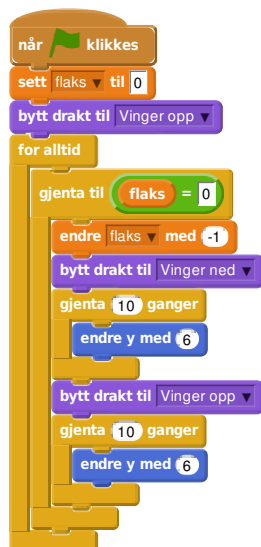 når klikkes
sett flaks til 0
bytt drakt til Vinger opp
for alltid
gjenta til flaks = 0
endre flaks med -1
bytt drakt til Vinger ned
gjenta 10 ganger
endre y med 6
bytt drakt til Vinger opp
gjenta 10 ganger
endre y med 6